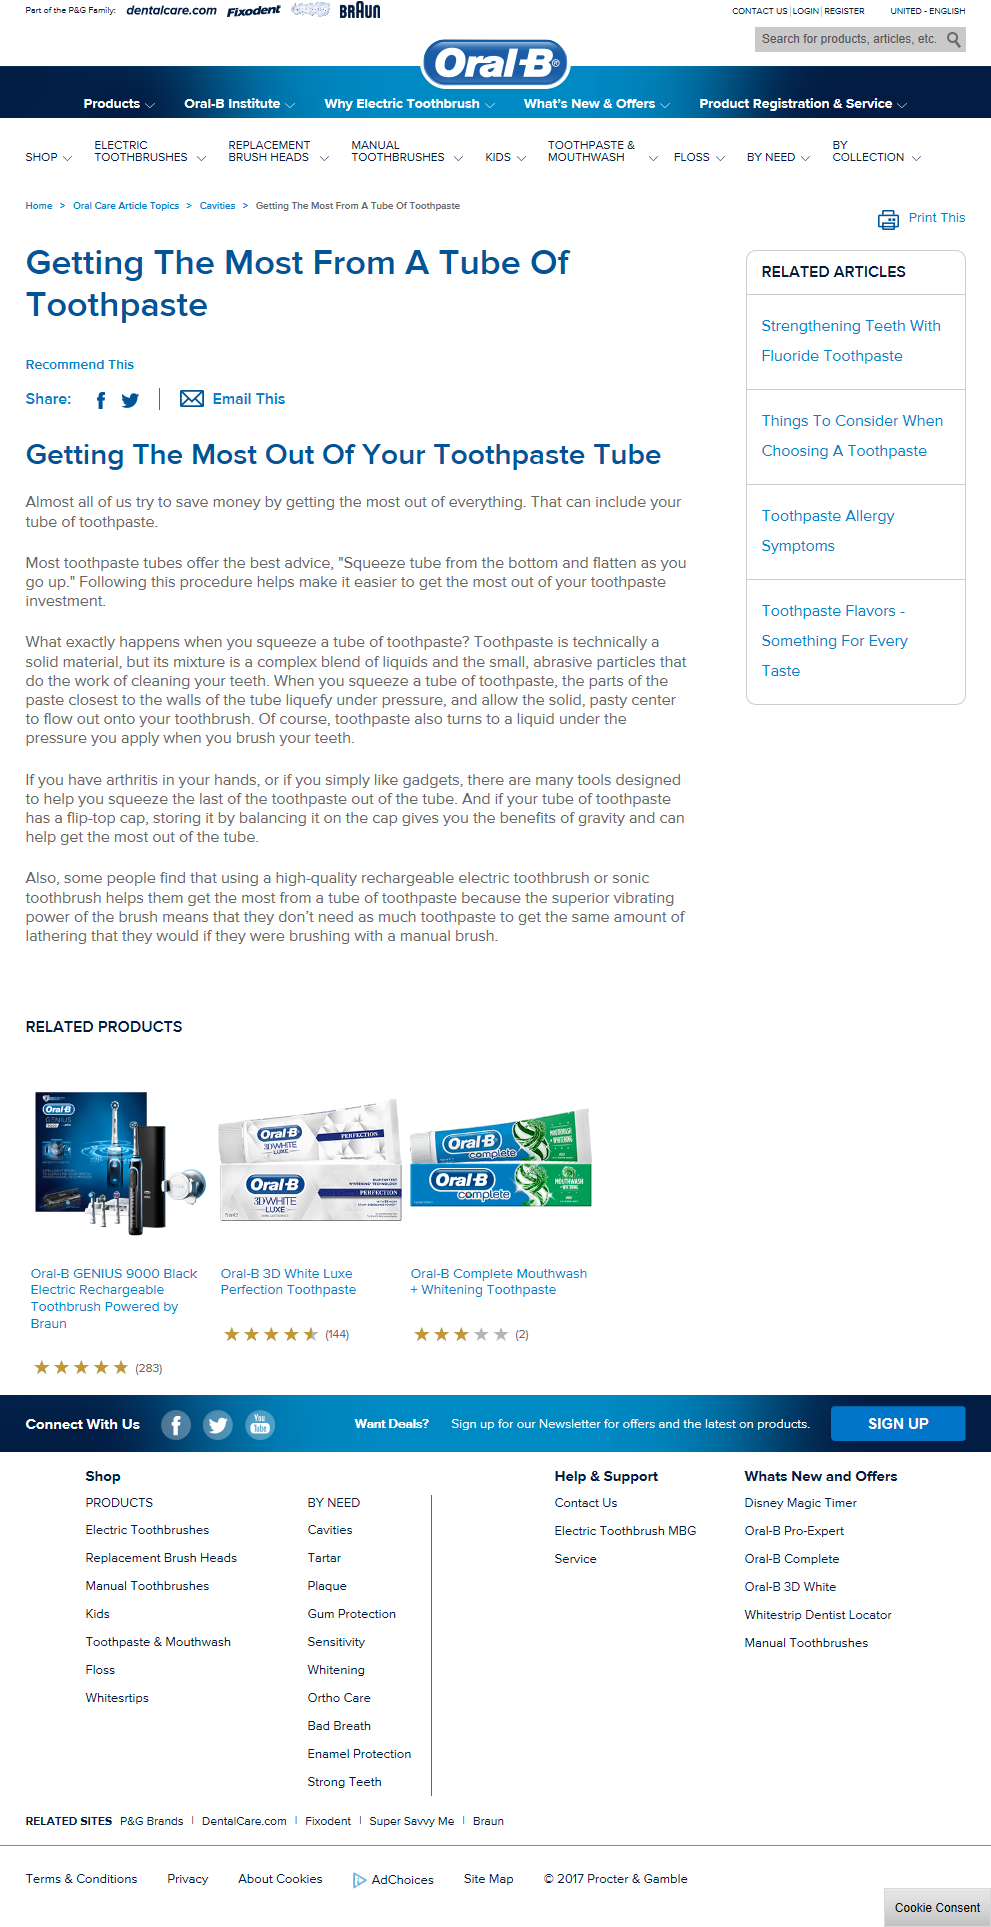 Part of the P&G Family: dentalcare.com Fixodent BRAUN
CONTACT US | LOGIN | REGISTER UNITED - ENGLISH
Search for products, articles, etc.
Oral-B®
Products Oral-B Institute Why Electric Toothbrush What's New & Offers Product Registration & Service
SHOP ELECTRIC TOOTHBRUSHES REPLACEMENT BRUSH HEADS MANUAL TOOTHBRUSHES KIDS TOOTHPASTE & MOUTHWASH FLOSS BY NEED BY COLLECTION
Home > Oral Care Article Topics > Cavities > Getting The Most From A Tube Of Toothpaste
Print This
Getting The Most From A Tube Of
Toothpaste
Recommend This
Share: Email This
Getting The Most Out Of Your Toothpaste Tube
Almost all of us try to save money by getting the most out of everything. That can include your
tube of toothpaste.
Most toothpaste tubes offer the best advice, "Squeeze tube from the bottom and flatten as you
go up." Following this procedure helps make it easier to get the most out of your toothpaste
investment.
What exactly happens when you squeeze a tube of toothpaste? Toothpaste is technically a
solid material, but its mixture is a complex blend of liquids and the small, abrasive particles that
do the work of cleaning your teeth. When you squeeze a tube of toothpaste, the parts of the
paste closest to the walls of the tube liquefy under pressure, and allow the solid, pasty center
to flow out onto your toothbrush. Of course, toothpaste also turns to a liquid under the
pressure you apply when you brush your teeth.
If you have arthritis in your hands, or if you simply like gadgets, there are many tools designed
to help you squeeze the last of the toothpaste out of the tube. And if your tube of toothpaste
has a flip-top cap, storing it by balancing it on the cap gives you the benefits of gravity and can
help get the most out of the tube.
Also, some people find that using a high-quality rechargeable electric toothbrush or sonic
toothbrush helps them get the most from a tube of toothpaste because the superior vibrating
power of the brush means that they don't need as much toothpaste to get the same amount of
lathering that they would if they were brushing with a manual brush.
RELATED ARTICLES
Strengthening Teeth With
Fluoride Toothpaste
Things To Consider When
Choosing A Toothpaste
Toothpaste Allergy
Symptoms
Toothpaste Flavors -
Something For Every
Taste
RELATED PRODUCTS
Oral-B
GENIUS
Oral-B
3DWHITE
LUXE
PERFECTION
Oral-B
3DWHITE
LUXE
PERFECTION
Oral-B
complete
MOUTHWASH
+ WHITENING
Oral-B
complete
MOUTHWASH
+ WHITENING
Oral-B GENIUS 9000 Black
Electric Rechargeable
Toothbrush Powered by
Braun
(283)
Oral-B 3D White Luxe
Perfection Toothpaste
(144)
Oral-B Complete Mouthwash
+ Whitening Toothpaste
(2)
Connect With Us You Tube Want Deals? Sign up for our Newsletter for offers and the latest on products. SIGN UP
Shop
PRODUCTS
Electric Toothbrushes
Replacement Brush Heads
Manual Toothbrushes
Kids
Toothpaste & Mouthwash
Floss
Whitesrtips
BY NEED
Cavities
Tartar
Plaque
Gum Protection
Sensitivity
Whitening
Ortho Care
Bad Breath
Enamel Protection
Strong Teeth
Help & Support
Contact Us
Electric Toothbrush MBG
Service
Whats New and Offers
Disney Magic Timer
Oral-B Pro-Expert
Oral-B Complete
Oral-B 3D White
Whitestrip Dentist Locator
Manual Toothbrushes
RELATED SITES P&G Brands | DentalCare.com | Fixodent | Super Savvy Me | Braun
Terms & Conditions Privacy About Cookies AdChoices Site Map © 2017 Procter & Gamble
Cookie Consent